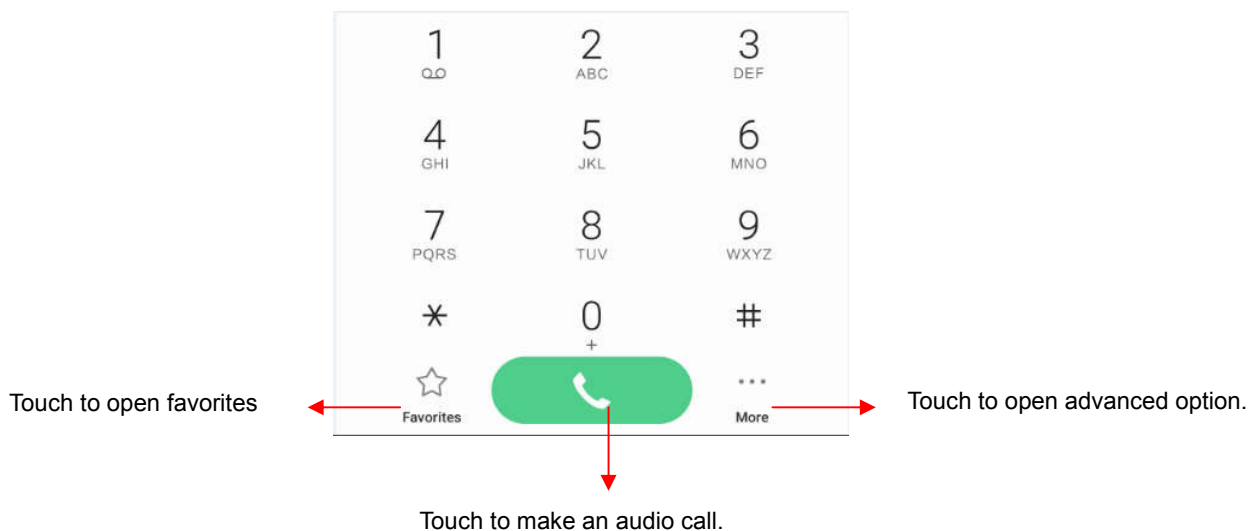 1 2 3
ABC DEF
4 5 6
GHI JKL MNO
7 8 9
PQRS TUV WXYZ
* 0 #
+
Touch to open favorites Favorites More Touch to open advanced option.
Touch to make an audio call.